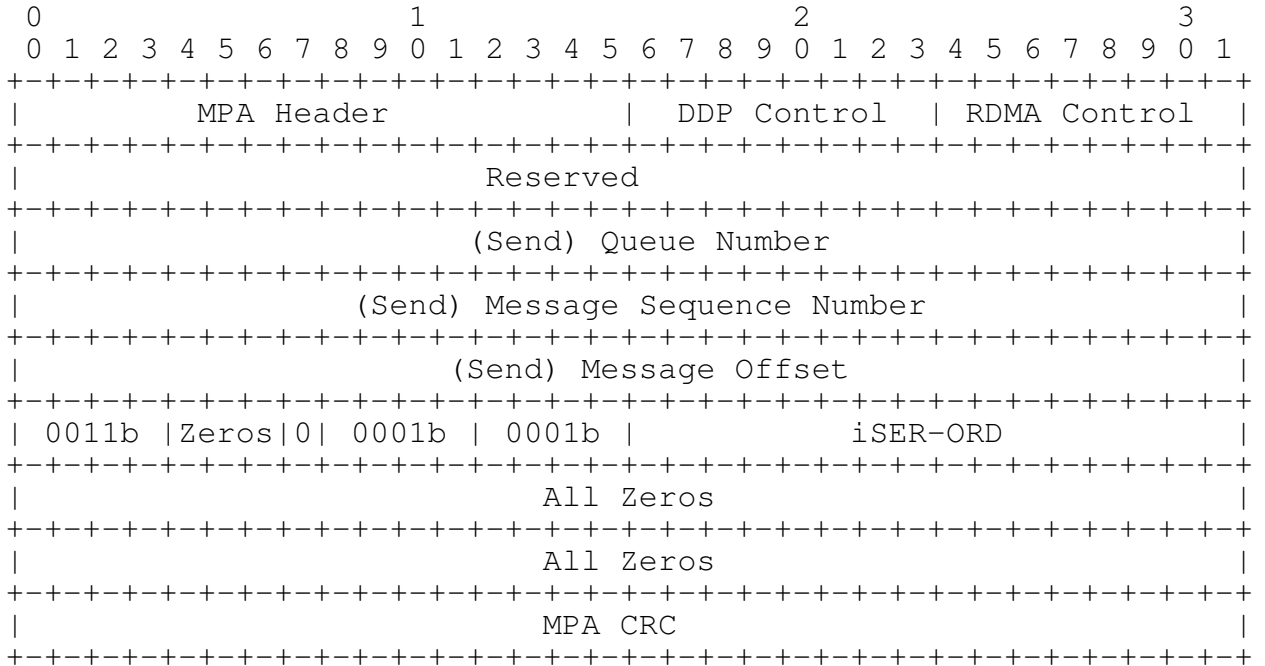 0                   1                   2                   3
 0 1 2 3 4 5 6 7 8 9 0 1 2 3 4 5 6 7 8 9 0 1 2 3 4 5 6 7 8 9 0 1
+-+-+-+-+-+-+-+-+-+-+-+-+-+-+-+-+-+-+-+-+-+-+-+-+-+-+-+-+-+-+-+-+
|         MPA Header            |  DDP Control  | RDMA Control  |
+-+-+-+-+-+-+-+-+-+-+-+-+-+-+-+-+-+-+-+-+-+-+-+-+-+-+-+-+-+-+-+-+
|                        Reserved                               |
+-+-+-+-+-+-+-+-+-+-+-+-+-+-+-+-+-+-+-+-+-+-+-+-+-+-+-+-+-+-+-+-+
|                       (Send) Queue Number                     |
+-+-+-+-+-+-+-+-+-+-+-+-+-+-+-+-+-+-+-+-+-+-+-+-+-+-+-+-+-+-+-+-+
|                 (Send) Message Sequence Number                |
+-+-+-+-+-+-+-+-+-+-+-+-+-+-+-+-+-+-+-+-+-+-+-+-+-+-+-+-+-+-+-+-+
|                      (Send) Message Offset                    |
+-+-+-+-+-+-+-+-+-+-+-+-+-+-+-+-+-+-+-+-+-+-+-+-+-+-+-+-+-+-+-+-+
| 0011b |Zeros|0| 0001b | 0001b |           iSER-ORD            |
+-+-+-+-+-+-+-+-+-+-+-+-+-+-+-+-+-+-+-+-+-+-+-+-+-+-+-+-+-+-+-+-+
|                           All Zeros                           |
+-+-+-+-+-+-+-+-+-+-+-+-+-+-+-+-+-+-+-+-+-+-+-+-+-+-+-+-+-+-+-+-+
|                           All Zeros                           |
+-+-+-+-+-+-+-+-+-+-+-+-+-+-+-+-+-+-+-+-+-+-+-+-+-+-+-+-+-+-+-+-+
|                           MPA CRC                             |
+-+-+-+-+-+-+-+-+-+-+-+-+-+-+-+-+-+-+-+-+-+-+-+-+-+-+-+-+-+-+-+-+